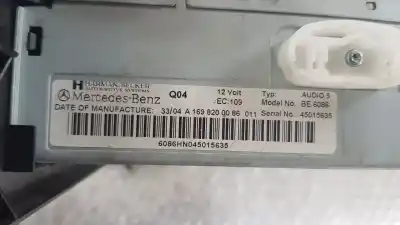 HARMAN/BECKER
AUTOMOTIVE SYSTEMS
Mercedes-Benz Q04 12 Volt Typ: AUDIO 5
EC:109 Model No. BE 6086
DATE OF MANUFACTURE: 33/04 A 169 820 00 86 011 Serial No.: 45015635
6086HN045015635